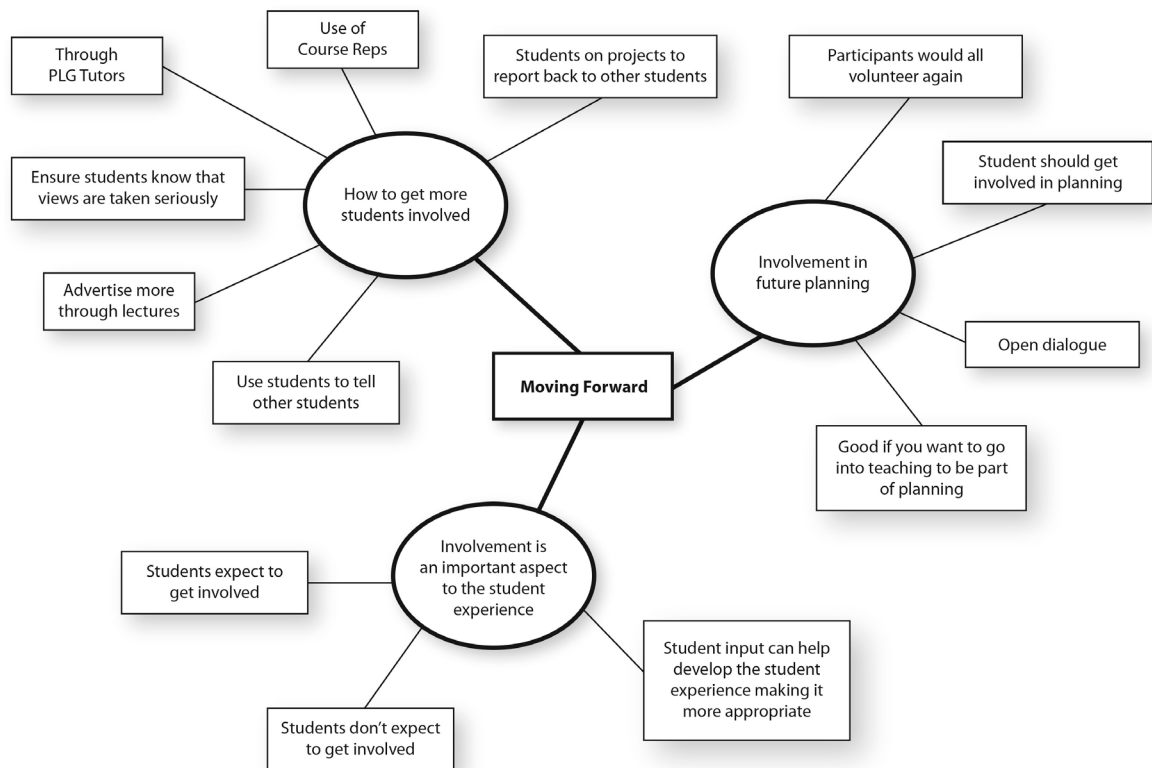 Through
PLG Tutors
Use of
Course Reps
Students on projects to
report back to other students
Ensure students know that
views are taken seriously
How to get more
students involved
Advertise more
through lectures
Use students to tell
other students
Participants would all
volunteer again
Student should get
involved in planning
Involvement in
future planning
Open dialogue
Good if you want to go
into teaching to be part
of planning
Moving Forward
Involvement is
an important aspect
to the student
experience
Students expect to
get involved
Students don’t expect
to get involved
Student input can help
develop the student
experience making it
more appropriate